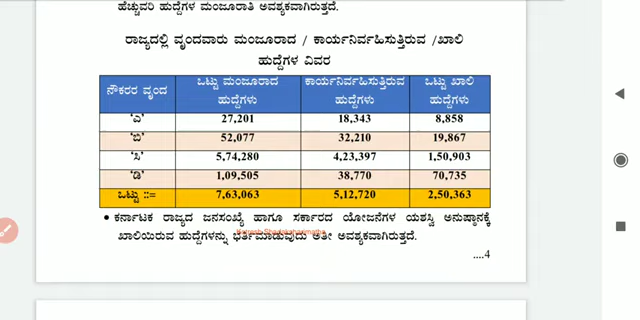 ಹೆಚ್ಚುವರಿ ಹುದ್ದೆಗಳ ಮಂಜೂರಾತಿ ಅವಶ್ಯಕವಾಗಿರುತ್ತದೆ.
ರಾಜ್ಯದಲ್ಲಿ ವೃಂದವಾರು ಮಂಜೂರಾದ / ಕಾರ್ಯನಿರ್ವಹಿಸುತ್ತಿರುವ /ಖಾಲಿ
ಹುದ್ದೆಗಳ ವಿವರ
ನೌಕರರ ವೃಂದ ಒಟ್ಟು ಮಂಜೂರಾದ ಹುದ್ದೆಗಳು ಕಾರ್ಯನಿರ್ವಹಿಸುತ್ತಿರುವ ಹುದ್ದೆಗಳು ಒಟ್ಟು ಖಾಲಿ ಹುದ್ದೆಗಳು
'ಎ' 27,201 18,343 8,858
'ಬಿ' 52,077 32,210 19,867
'ಸಿ' 5,74,280 4,23,397 1,50,903
'ಡಿ' 1,09,505 38,770 70,735
ಒಟ್ಟು ::= 7,63,063 5,12,720 2,50,363
• ಕರ್ನಾಟಕ ರಾಜ್ಯದ ಜನಸಂಖ್ಯೆ ಹಾಗೂ ಸರ್ಕಾರದ ಯೋಜನೆಗಳ ಯಶಸ್ವಿ ಅನುಷ್ಠಾನಕ್ಕೆ
ಖಾಲಿಯಿರುವ ಹುದ್ದೆಗಳನ್ನು ಭರ್ತಿಮಾಡುವುದು ಅತೀ ಅವಶ್ಯಕವಾಗಿರುತ್ತದೆ.
....4